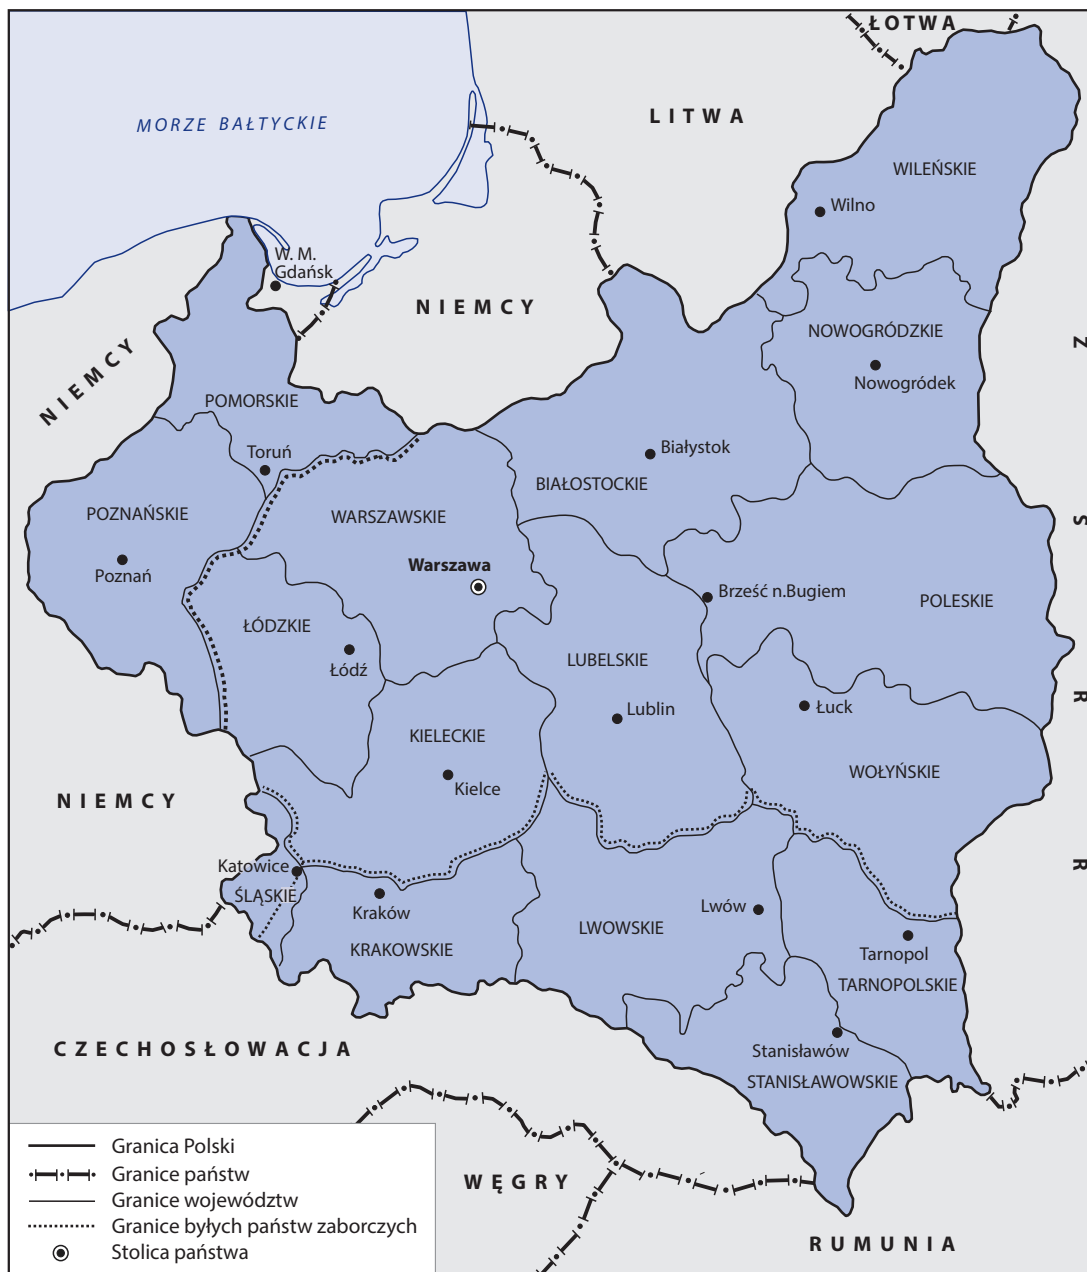 ŁOTWA
LITWA
MORZE BAŁTYCKIE
WILEŃSKIE
Wilno
W. M.
Gdańsk
NIEMCY
NIEMCY
NOWOGRÓDZKIE
Nowogródek
Z S R R
POMORSKIE
Toruń
Białystok
BIAŁOSTOCKIE
POZNAŃSKIE
Poznań
WARSZAWSKIE
Warszawa
Brześć n.Bugiem
POLESKIE
ŁÓDZKIE
Łódź
LUBELSKIE
Lublin
Łuck
WOŁYŃSKIE
KIELECKIE
Kielce
NIEMCY
Katowice
ŚLĄSKIE
Kraków
KRAKOWSKIE
Lwów
LWOWSKIE
Tarnopol
TARNOPOLSKIE
CZECHOSŁOWACJA
Stanisławów
STANISŁAWOWSKIE
WĘGRY
RUMUNIA
Granica Polski
Granice państw
Granice województw
Granice byłych państw zaborczych
Stolica państwa